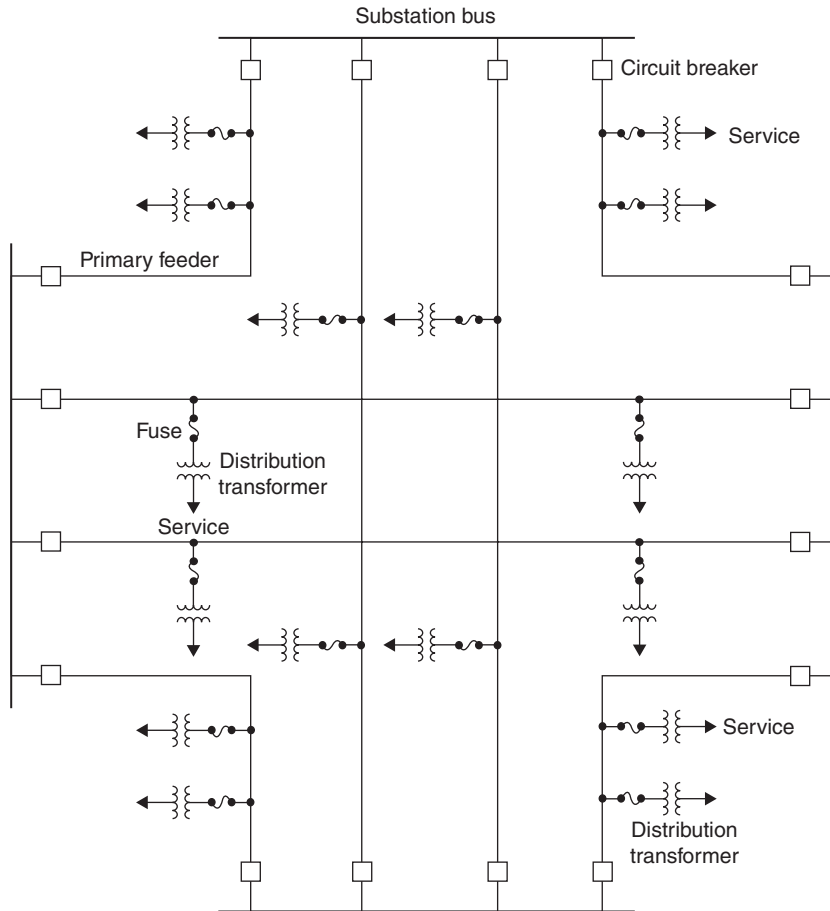 Substation bus
Circuit breaker
Service
Primary feeder
Fuse
Distribution
transformer
Service
Service
Distribution
transformer